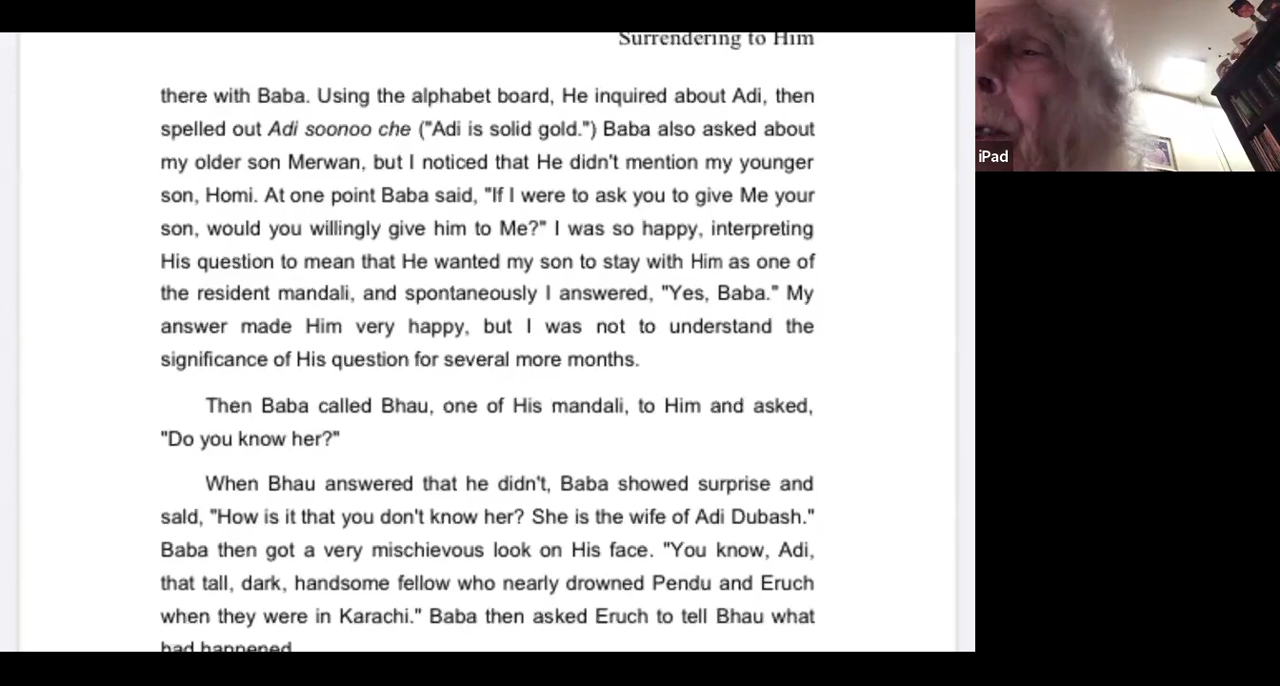 Surrendering to Him
there with Baba. Using the alphabet board, He inquired about Adi, then
spelled out Adi soonoo che ("Adi is solid gold.") Baba also asked about
my older son Merwan, but I noticed that He didn't mention my younger
son, Homi. At one point Baba said, "If I were to ask you to give Me your
son, would you willingly give him to Me?" I was so happy, interpreting
His question to mean that He wanted my son to stay with Him as one of
the resident mandali, and spontaneously I answered, "Yes, Baba." My
answer made Him very happy, but I was not to understand the
significance of His question for several more months.
Then Baba called Bhau, one of His mandali, to Him and asked,
"Do you know her?"
When Bhau answered that he didn't, Baba showed surprise and
sald, "How is it that you don't know her? She is the wife of Adi Dubash."
Baba then got a very mischievous look on His face. "You know, Adi,
that tall, dark, handsome fellow who nearly drowned Pendu and Eruch
when they were in Karachi." Baba then asked Eruch to tell Bhau what
had happened
iPad